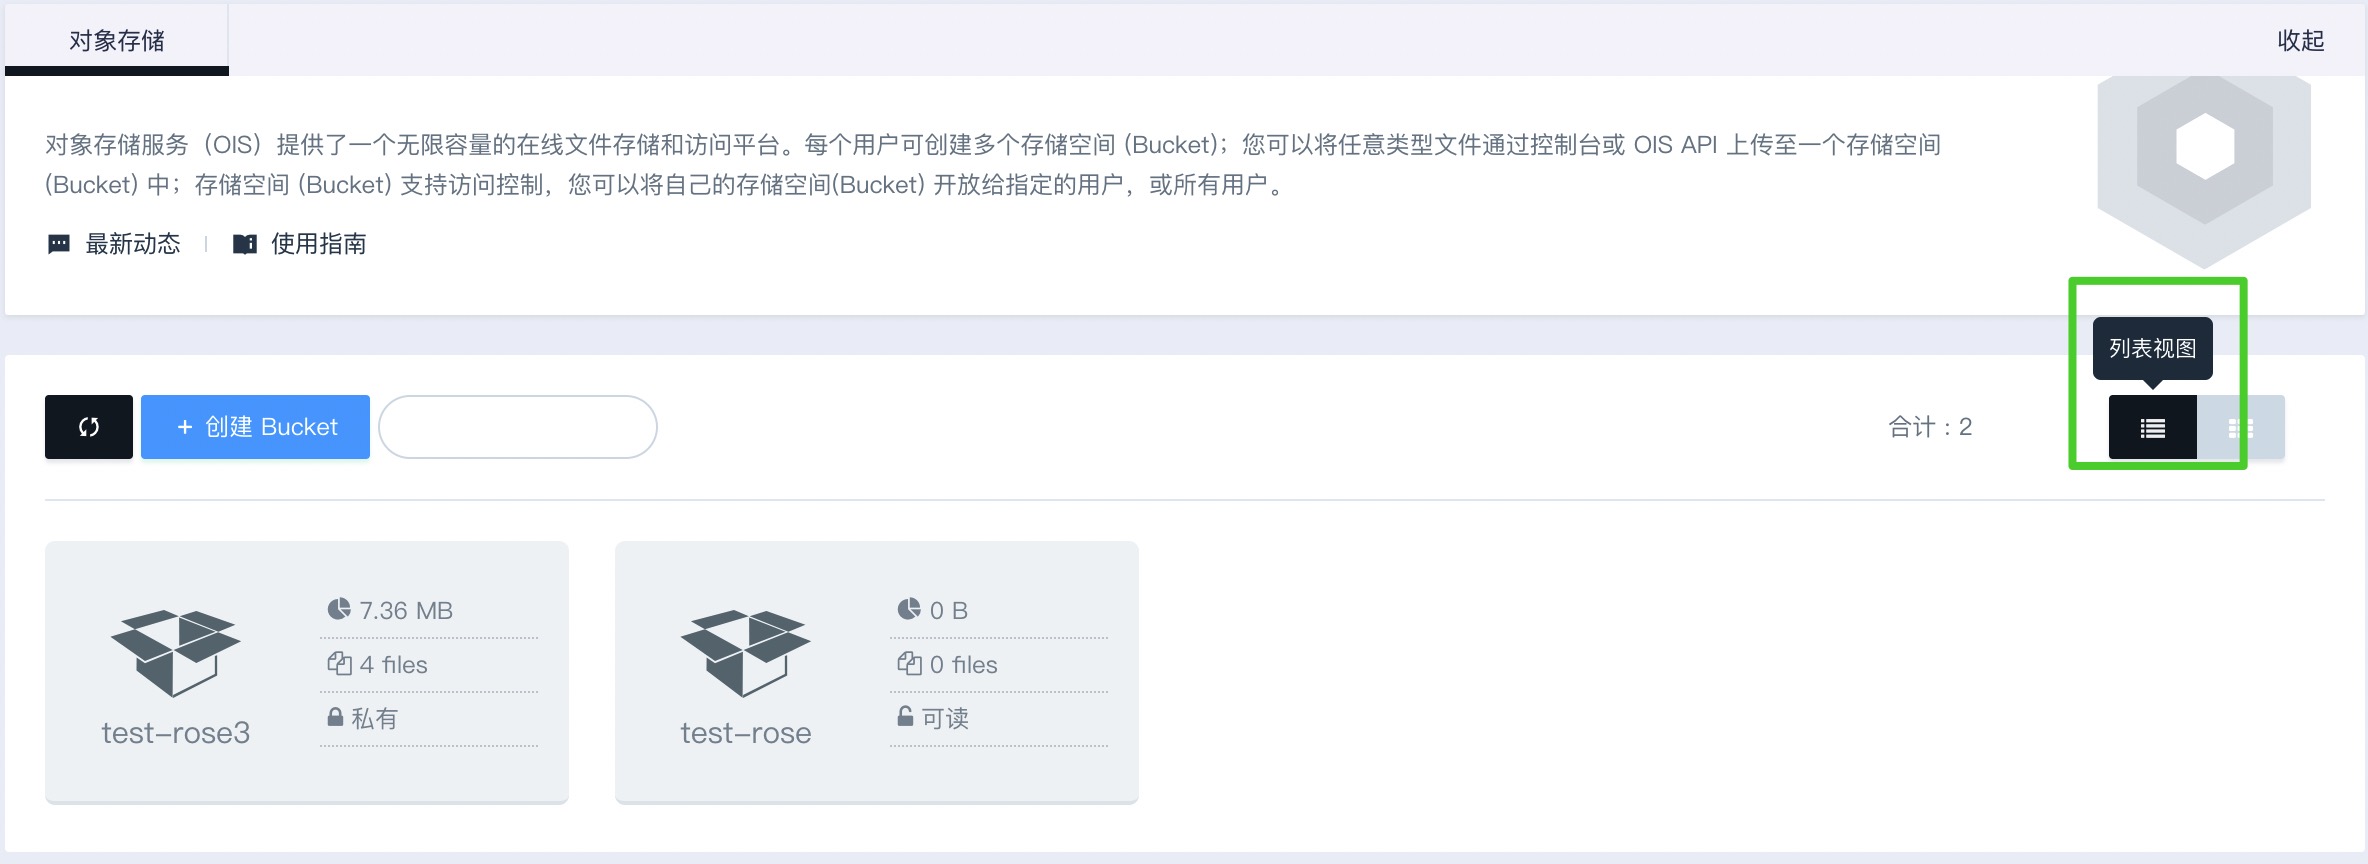 对象存储
收起
对象存储服务（OIS）提供了一个无限容量的在线文件存储和访问平台。每个用户可创建多个存储空间 (Bucket)；您可以将任意类型文件通过控制台或 OIS API 上传至一个存储空间
(Bucket) 中；存储空间 (Bucket) 支持访问控制，您可以将自己的存储空间(Bucket) 开放给指定的用户，或所有用户。
最新动态
使用指南
列表视图
+ 创建 Bucket
合计：2
7.36 MB
4 files
私有
test-rose3
0 B
0 files
可读
test-rose